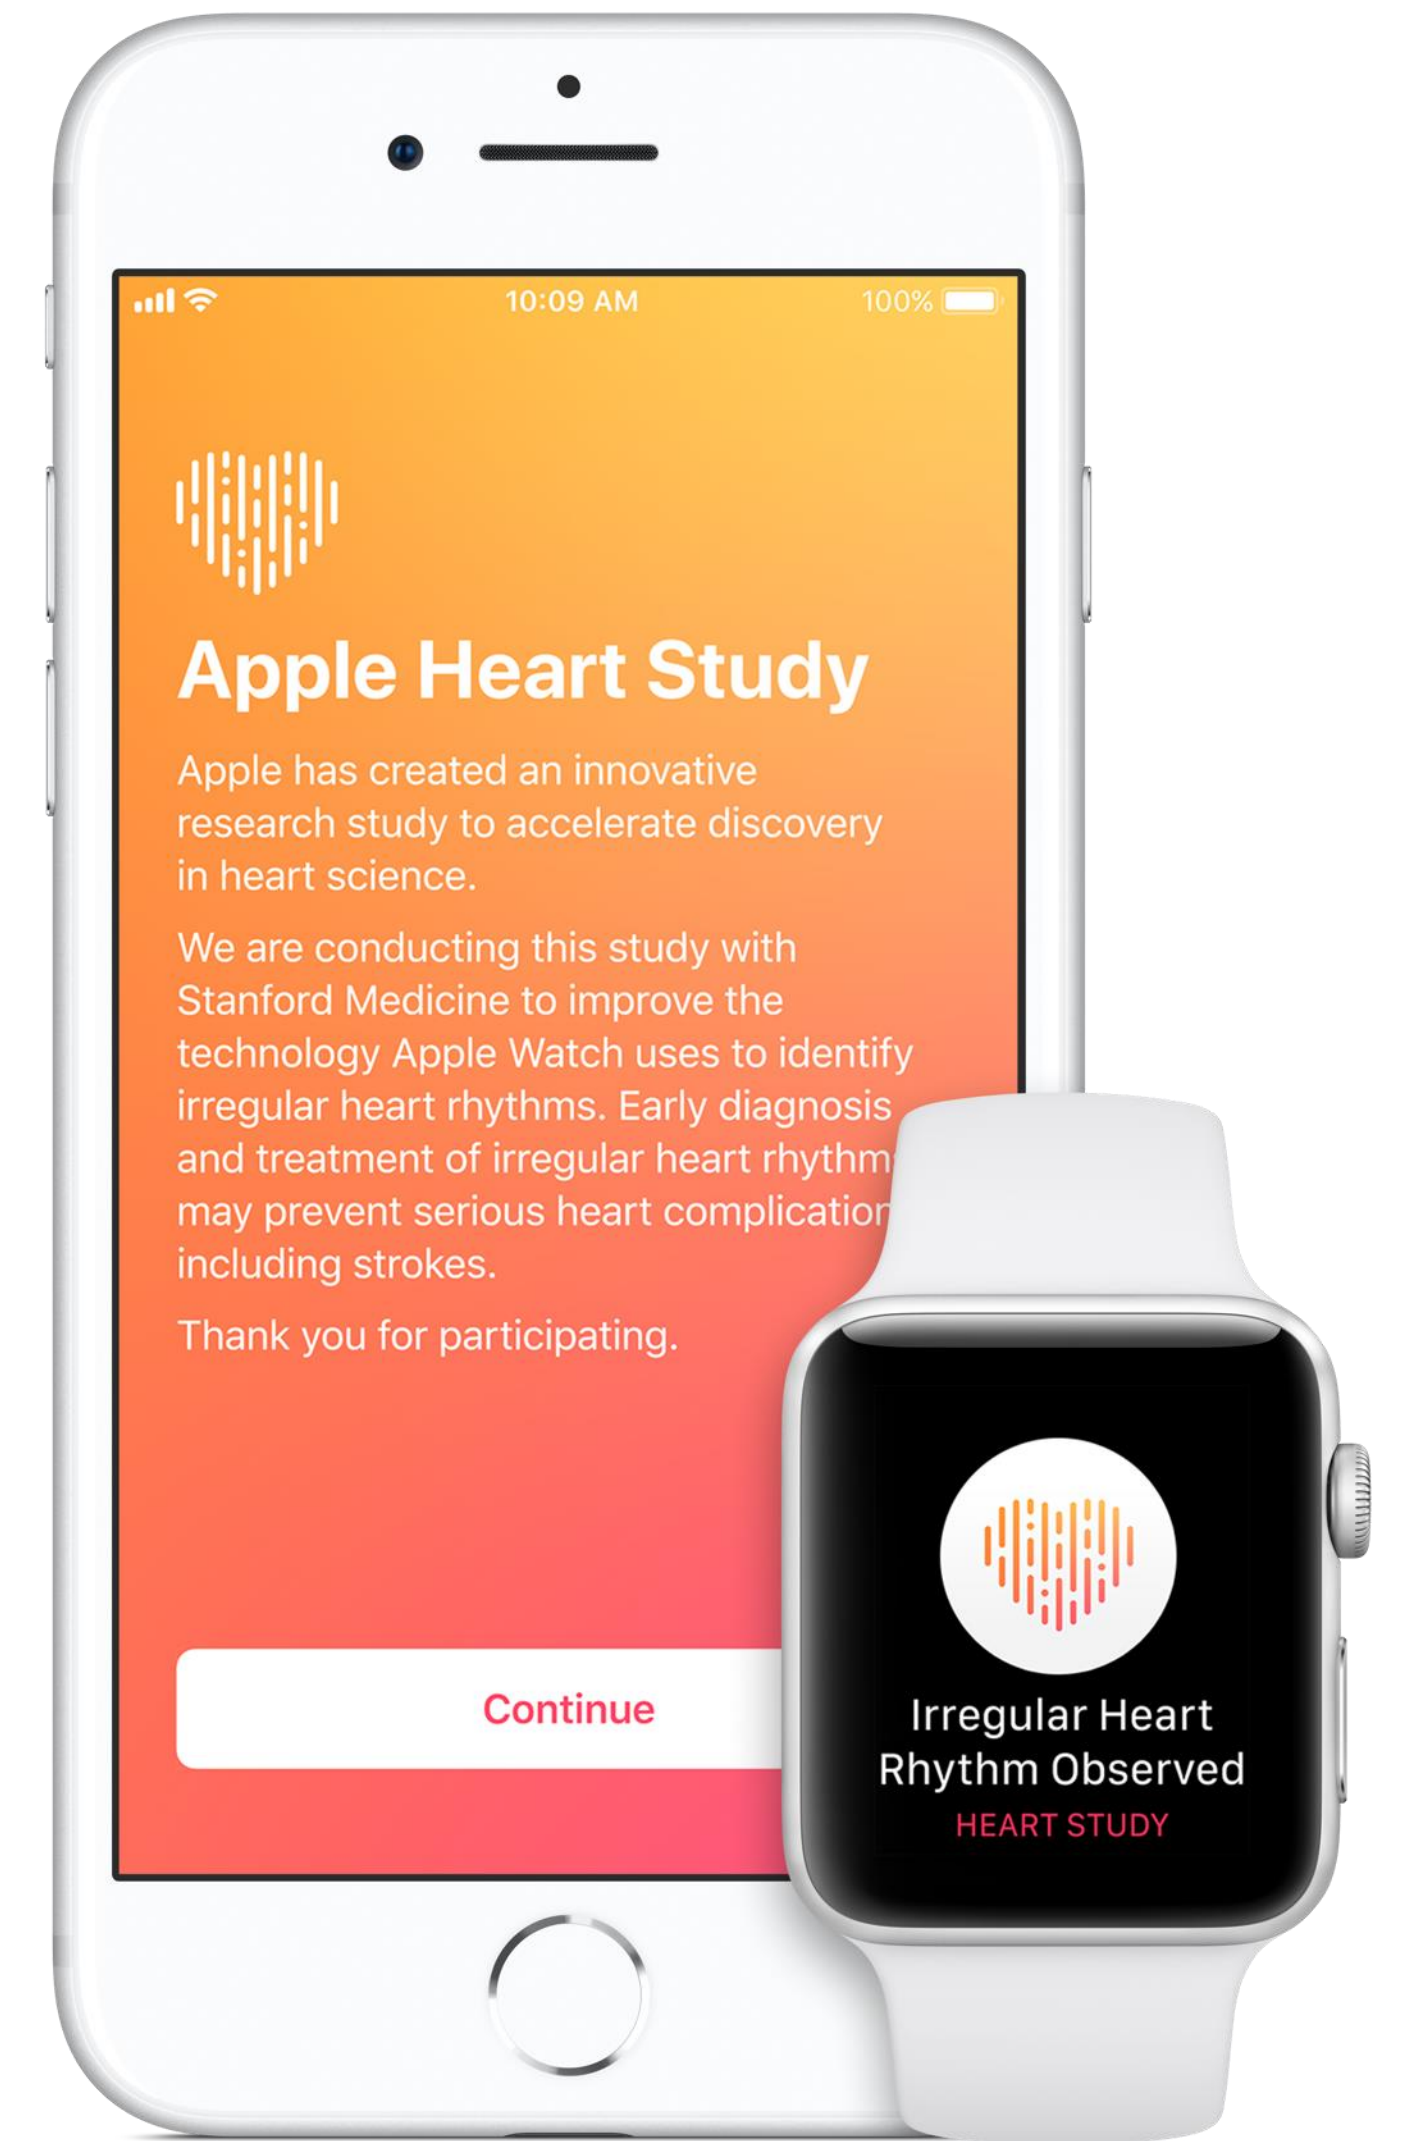 10:09 AM 100%
Apple Heart Study
Apple has created an innovative
research study to accelerate discovery
in heart science.
We are conducting this study with
Stanford Medicine to improve the
technology Apple Watch uses to identify
irregular heart rhythms. Early diagnosis
and treatment of irregular heart rhythm
may prevent serious heart complication
including strokes.
Thank you for participating.
Continue
Irregular Heart
Rhythm Observed
HEART STUDY